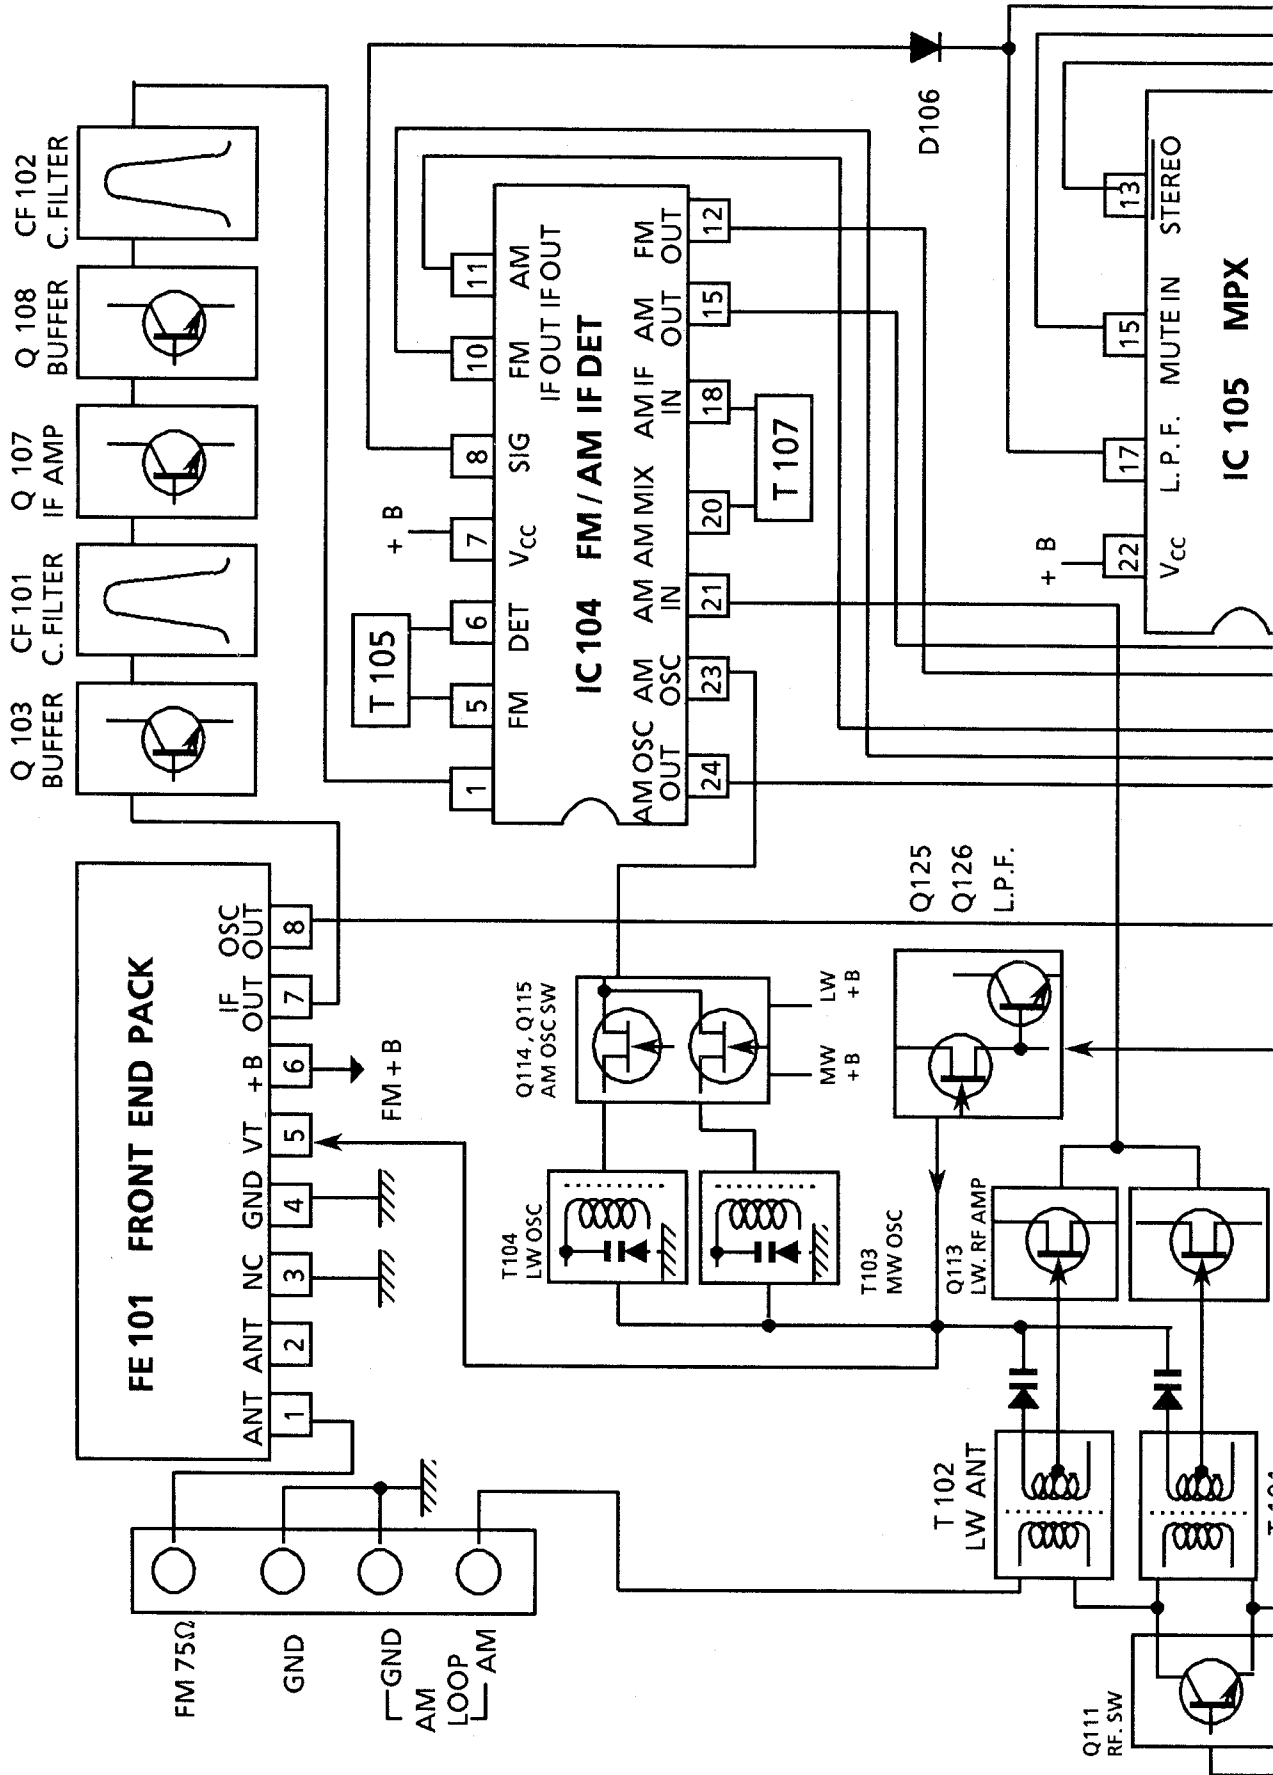 FM 75Ω
GND
GND
AM
LOOP
AM
FE 101 FRONT END PACK
ANT
ANT
NC
GND
VT
+B
IF
OUT
OSC
OUT
1
2
3
4
5
6
7
8
FM +B
Q 103
BUFFER
CF 101
C. FILTER
Q 107
IF AMP
Q 108
BUFFER
CF 102
C. FILTER
T 105
+ B
1
5
6
7
8
10
11
FM
DET
Vcc
SIG
FM
IF OUT
AM
IF OUT
IC 104 FM / AM IF DET
AM OSC
OUT
AM
OSC
AM
IN
AM MIX
AM IF
IN
AM
OUT
FM
OUT
24
23
21
20
18
15
12
T 107
D106
Q114, Q115
AM OSC SW
MW
+B
LW
+B
T104
LW OSC
T103
MW OSC
Q125
Q126
L.P.F.
Q113
LW. RF AMP
T 102
LW ANT
Q111
RF. SW
+ B
22
17
15
13
Vcc
L. P. F.
MUTE IN
STEREO
IC 105 MPX